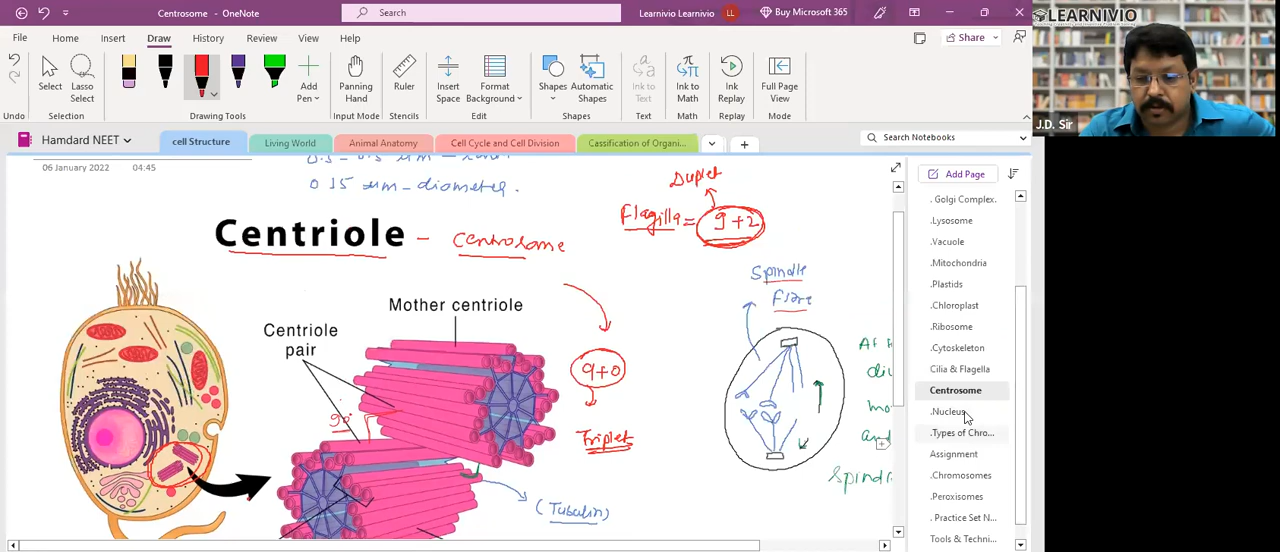 Centrosome - OneNote
Search
Learnivio Learnivio
LL
Buy Microsoft 365
LEARNIVIO
File
Home
Insert
Draw
History
Review
View
Help
Share
Undo
Select
Lasso Select
Add Pen
Drawing Tools
Panning Hand
Input Mode
Ruler
Stencils
Insert Space
Format Background
Edit
Shapes
Automatic Shapes
Shapes
Ink to Text
Ink to Math
Convert
Ink Replay
Replay
Full Page View
Mode
J.D. Sir
Hamdard NEET
cell Structure
Living World
Animal Anatomy
Cell Cycle and Cell Division
Cassification of Organi...
Search Notebooks
06 January 2022
04:45
0.15 μm - diameter.
Duplet
Flagilla = 9+2
Centriole - Centrosome
Spindle
Mother centriole
Centriole pair
9+0
Triplet
90°
(Tubalin)
Add Page
. Golgi Complex.
.Lysosome
.Vacuole
.Mitochondria
.Plastids
.Chloroplast
.Ribosome
.Cytoskeleton
Cilia & Flagella
Centrosome
.Nucleus
.Types of Chro...
Assignment
.Chromosomes
.Peroxisomes
. Practice Set N...
Tools & Techni...